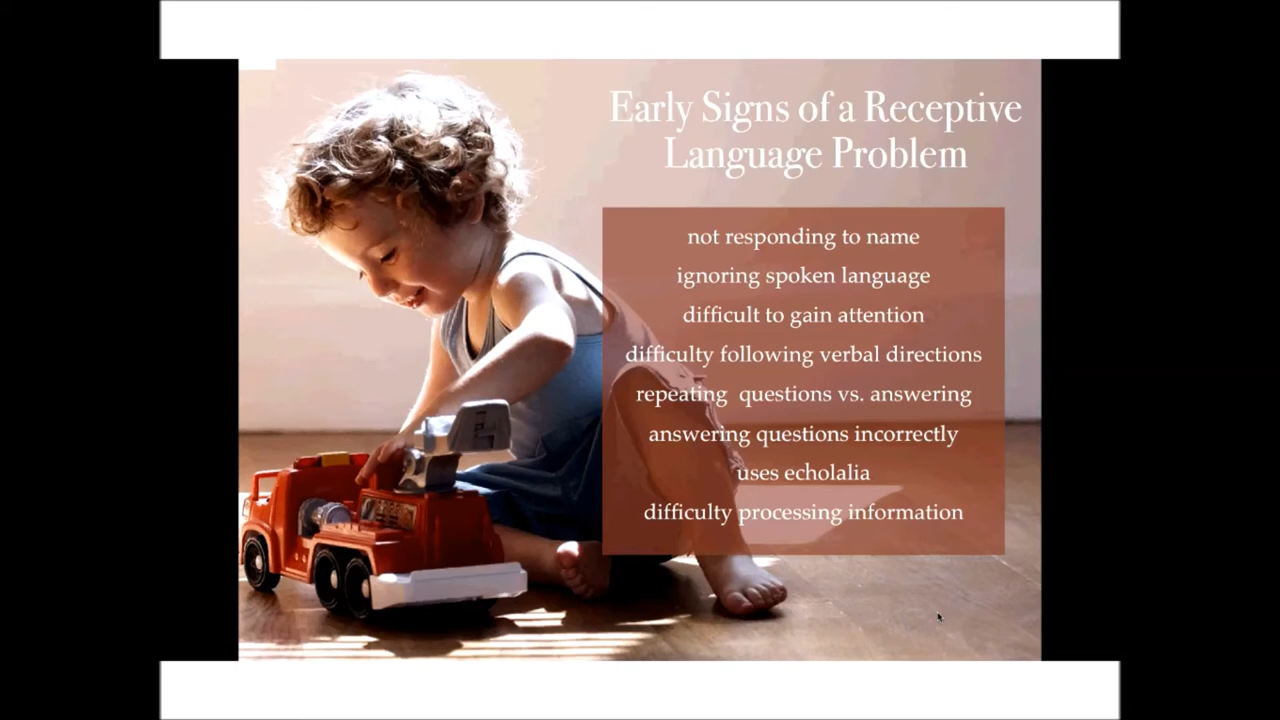 Early Signs of a Receptive
Language Problem
not responding to name
ignoring spoken language
difficult to gain attention
difficulty following verbal directions
repeating  questions vs. answering
answering questions incorrectly
uses echolalia
difficulty processing information